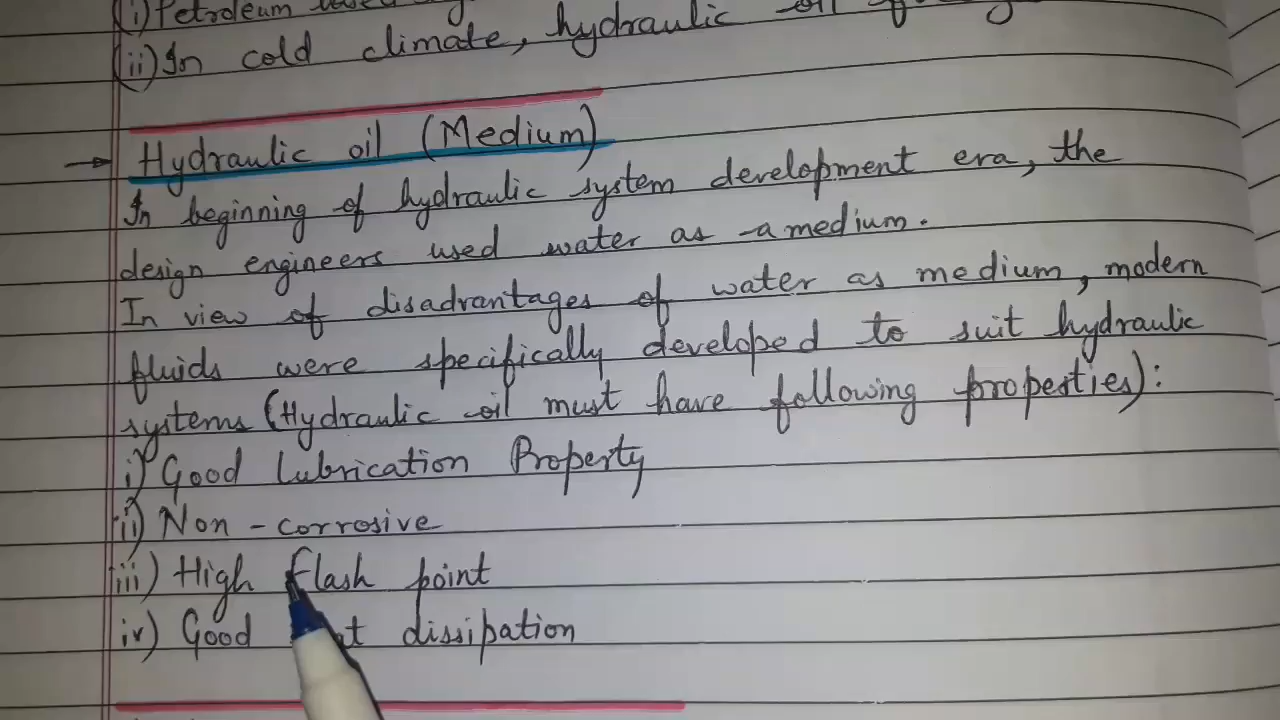 (i) Petroleum
(ii) In cold climate, hydraulic oil
→ Hydraulic oil (Medium)
In beginning of hydraulic system development era, the
design engineers used water as a medium.
In view of disadvantages of water as medium, modern
fluids were specifically developed to suit hydraulic
systems (Hydraulic oil must have following properties):
i) Good Lubrication Property
ii) Non-corrosive
iii) High flash point
iv) Good dissipation